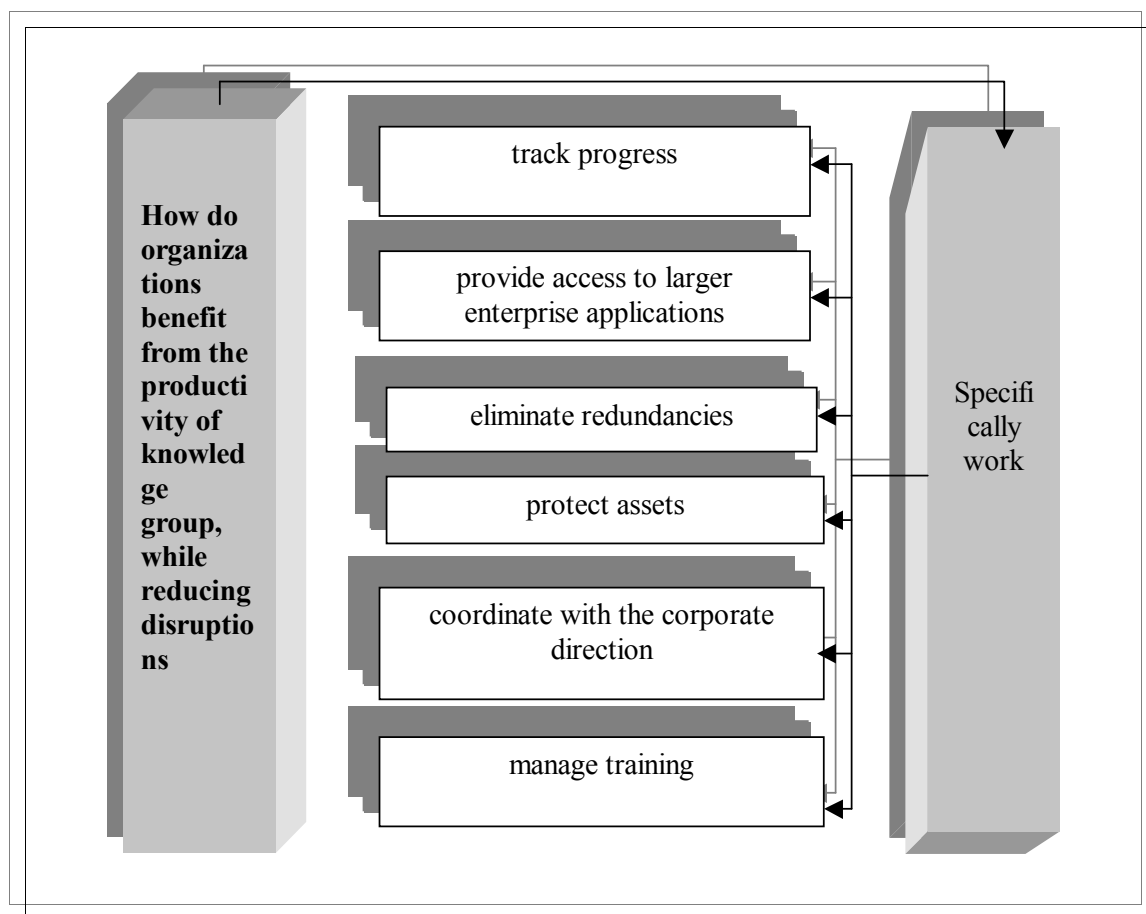 How do
organiza
tions
benefit
from the
producti
vity of
knowled
ge
group,
while
reducing
disruptio
ns
track progress
provide access to larger
enterprise applications
eliminate redundancies
protect assets
coordinate with the corporate
direction
manage training
Specifi
cally
work